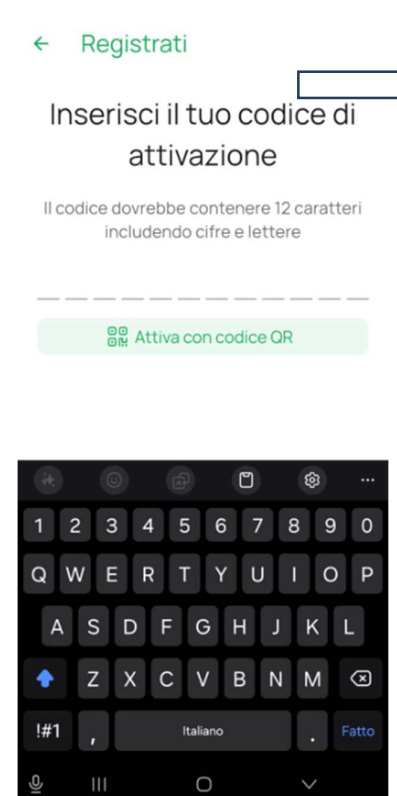 Registrati
Inserisci il tuo codice di
attivazione
Il codice dovrebbe contenere 12 caratteri
includendo cifre e lettere
Attiva con codice QR
1 2 3 4 5 6 7 8 9 0
Q W E R T Y U I O P
A S D F G H J K L
Z X C V B N M
!#1 , Italiano . Fatto